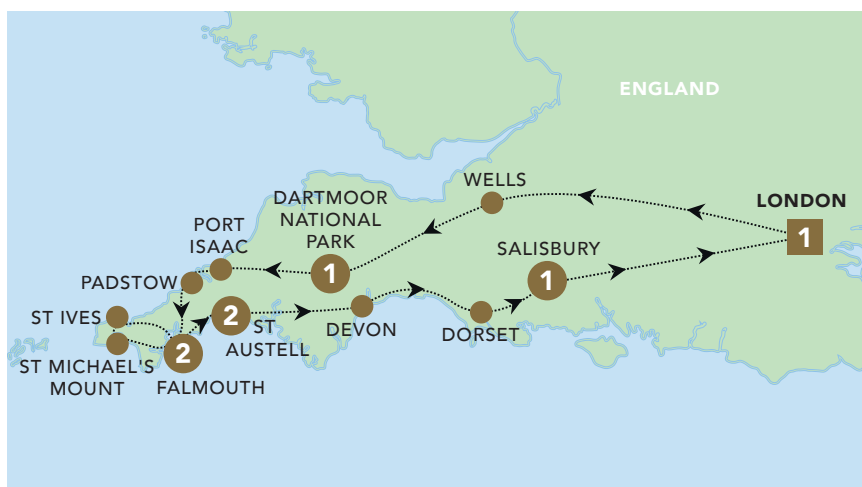 ENGLAND
WELLS
DARTMOOR
NATIONAL
PARK
LONDON
1
PORT
ISAAC
SALISBURY
1
1
PADSTOW
ST IVES
2
ST
AUSTELL
DEVON
DORSET
ST MICHAEL'S
MOUNT
2
FALMOUTH